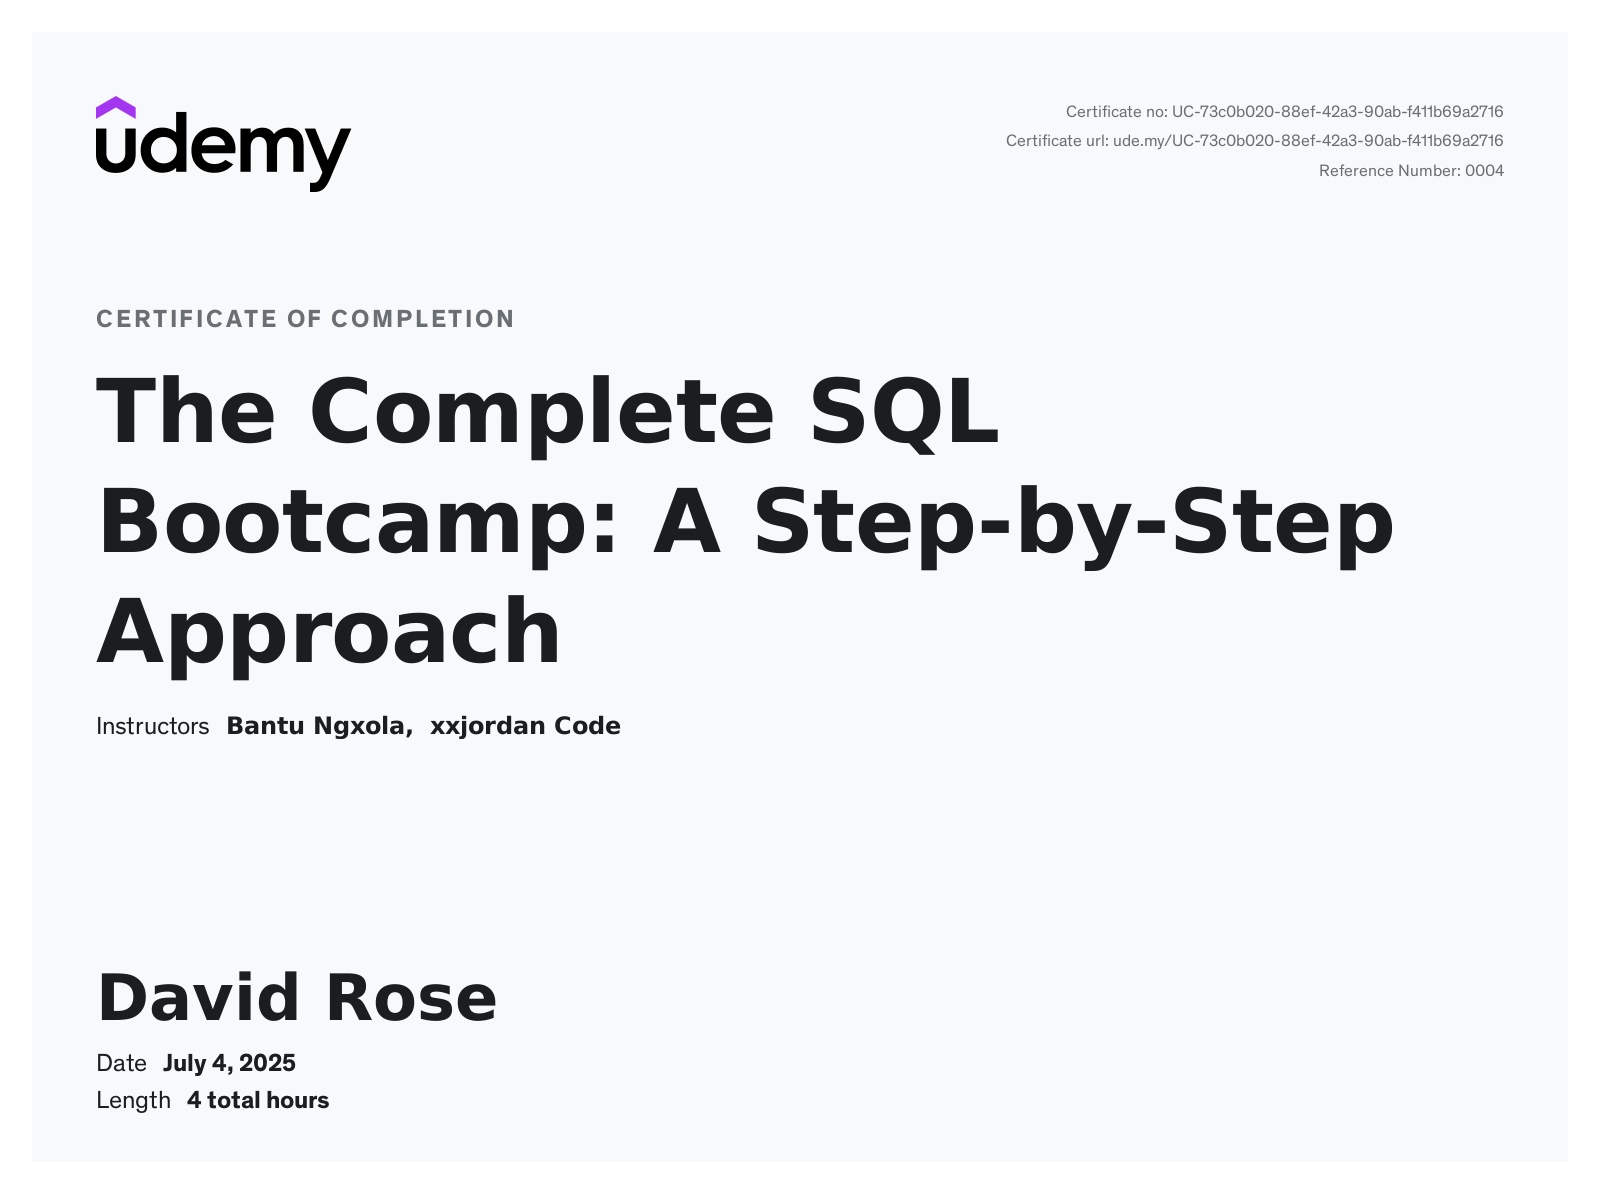 udemy
Certificate no: UC-73c0b020-88ef-42a3-90ab-f411b69a2716
Certificate url: ude.my/UC-73c0b020-88ef-42a3-90ab-f411b69a2716
Reference Number: 0004
CERTIFICATE OF COMPLETION
The Complete SQL
Bootcamp: A Step-by-Step
Approach
Instructors Bantu Ngxola, xxjordan Code
David Rose
Date July 4, 2025
Length 4 total hours